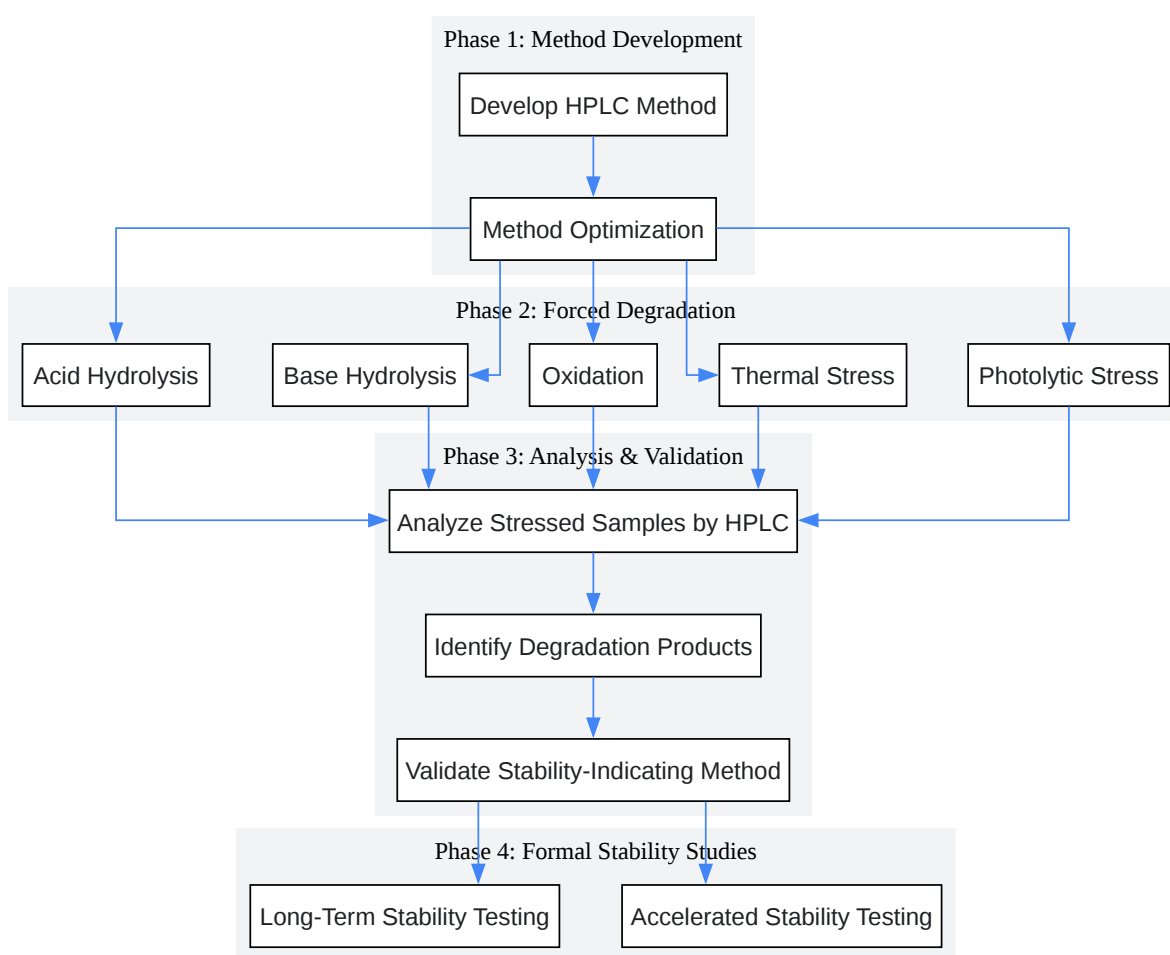 Phase 1: Method Development
Develop HPLC Method
Method Optimization
Phase 2: Forced Degradation
Acid Hydrolysis
Base Hydrolysis
Oxidation
Thermal Stress
Photolytic Stress
Phase 3: Analysis & Validation
Analyze Stressed Samples by HPLC
Identify Degradation Products
Validate Stability-Indicating Method
Phase 4: Formal Stability Studies
Long-Term Stability Testing
Accelerated Stability Testing